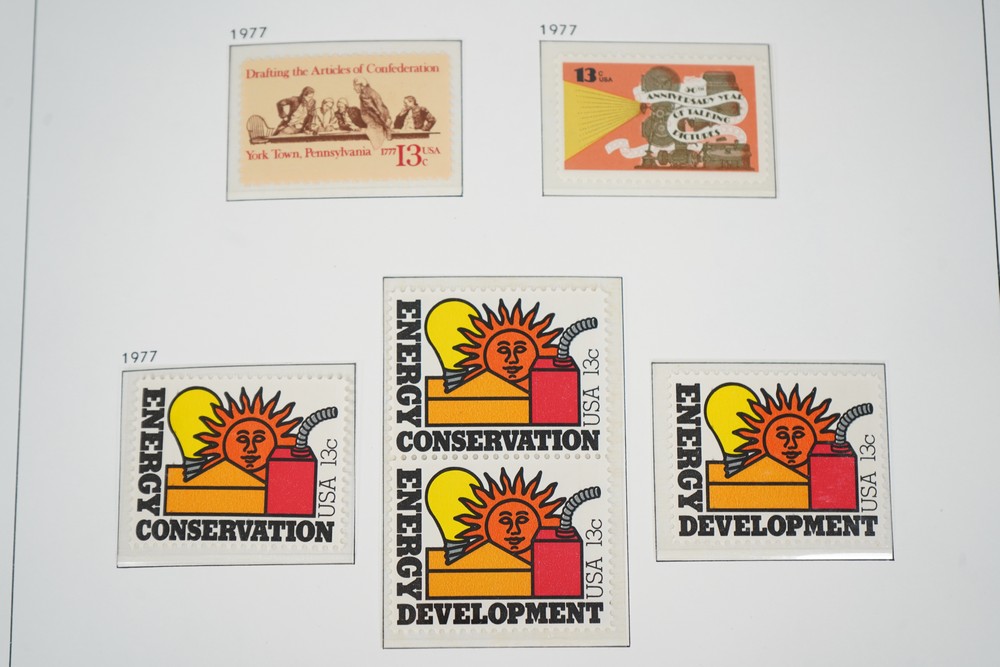 1977
Drafting the Articles of Confederation
York Town, Pennsylvania 1777 13c USA
1977
13c USA
50TH
ANNIVERSARY YEAR
OF TALKING
PICTURES
1977
ENERGY
CONSERVATION
USA 13c
ENERGY
CONSERVATION
USA 13c
ENERGY
DEVELOPMENT
USA 13c
ENERGY
DEVELOPMENT
USA 13c